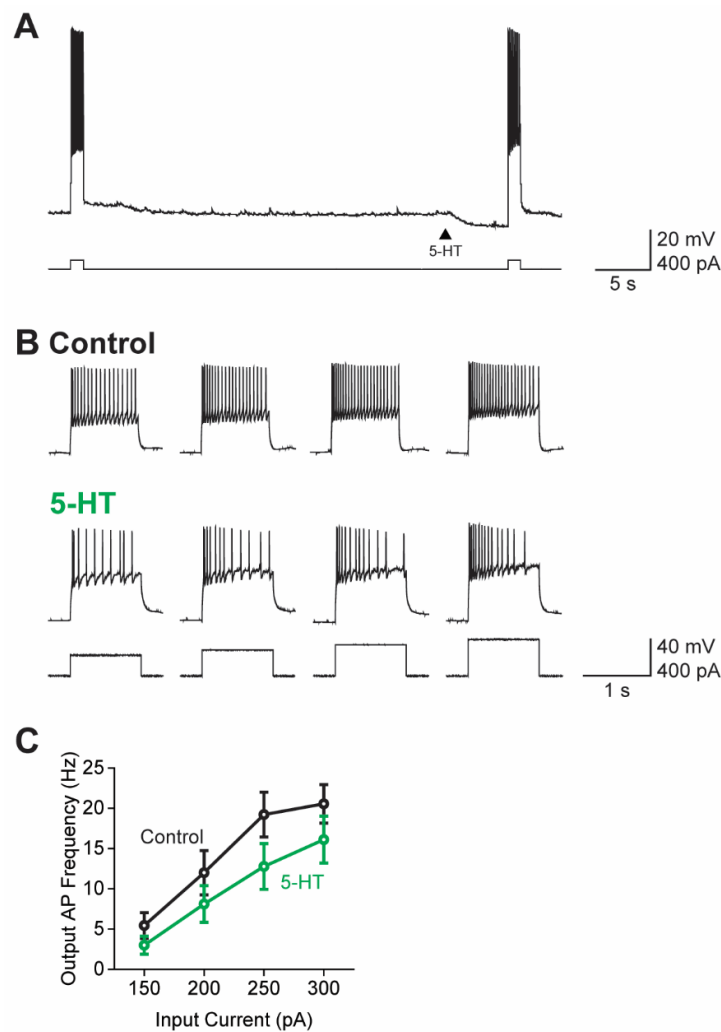 A
5-HT
20 mV
400 pA
5 s
B Control
5-HT
40 mV
400 pA
1 s
C
Output AP Frequency (Hz)
25
20
15
10
5
0
Control
5-HT
150 200 250 300
Input Current (pA)